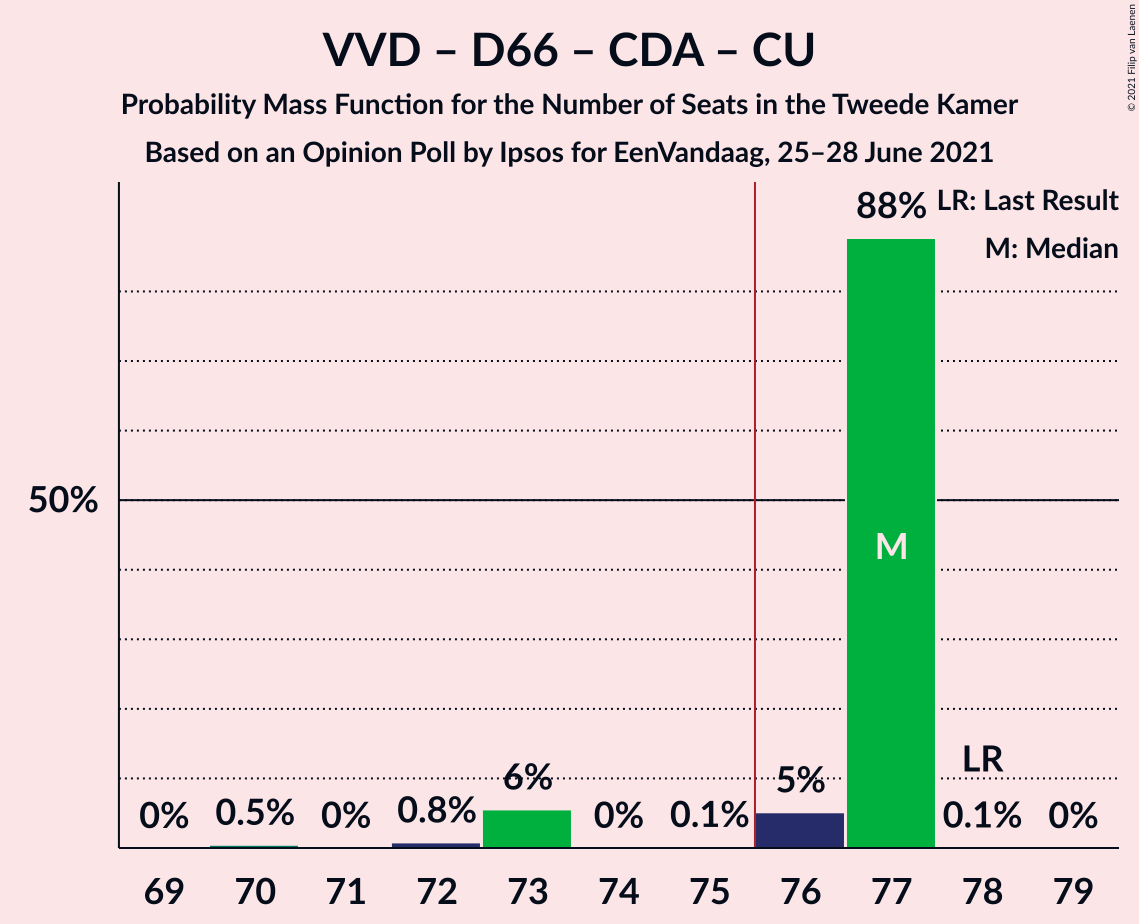 VVD – D66 – CDA – CU
Probability Mass Function for the Number of Seats in the Tweede Kamer
Based on an Opinion Poll by Ipsos for EenVandaag, 25–28 June 2021
© 2021 Filip van Laenen
LR: Last Result
M: Median
50%
0% 0.5% 0% 0.8% 6% 0% 0.1% 5% 88% 0.1% 0%
M
LR
69 70 71 72 73 74 75 76 77 78 79